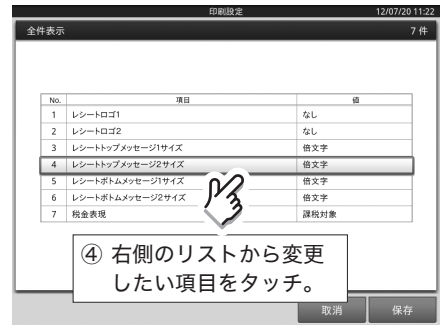 印刷設定 12/07/20 11:22
全件表示 7 件
No. 項目 値
1 レシートロゴ1 なし
2 レシートロゴ2 なし
3 レシートトップメッセージ1サイズ 倍文字
4 レシートトップメッセージ2サイズ 倍文字
5 レシートボトムメッセージ1サイズ 倍文字
6 レシートボトムメッセージ2サイズ 倍文字
7 税金表現 課税対象
④ 右側のリストから変更
したい項目をタッチ。
取消 保存